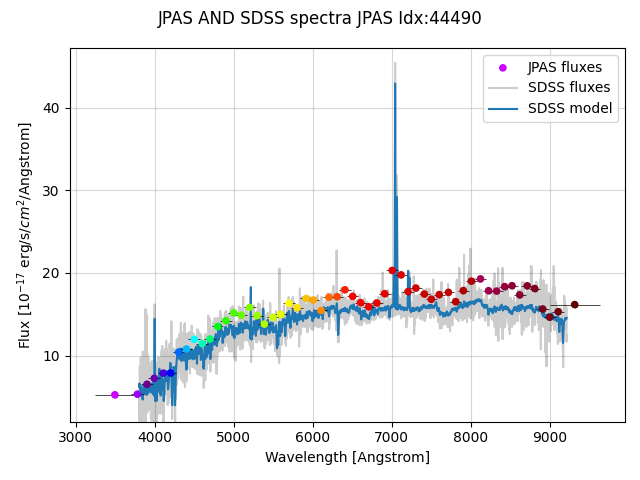 JPAS AND SDSS spectra JPAS Idx:44490
JPAS fluxes
SDSS fluxes
SDSS model
40
30
20
10
Flux [10^{-17} erg/s/cm^2/Angstrom]
3000 4000 5000 6000 7000 8000 9000
Wavelength [Angstrom]